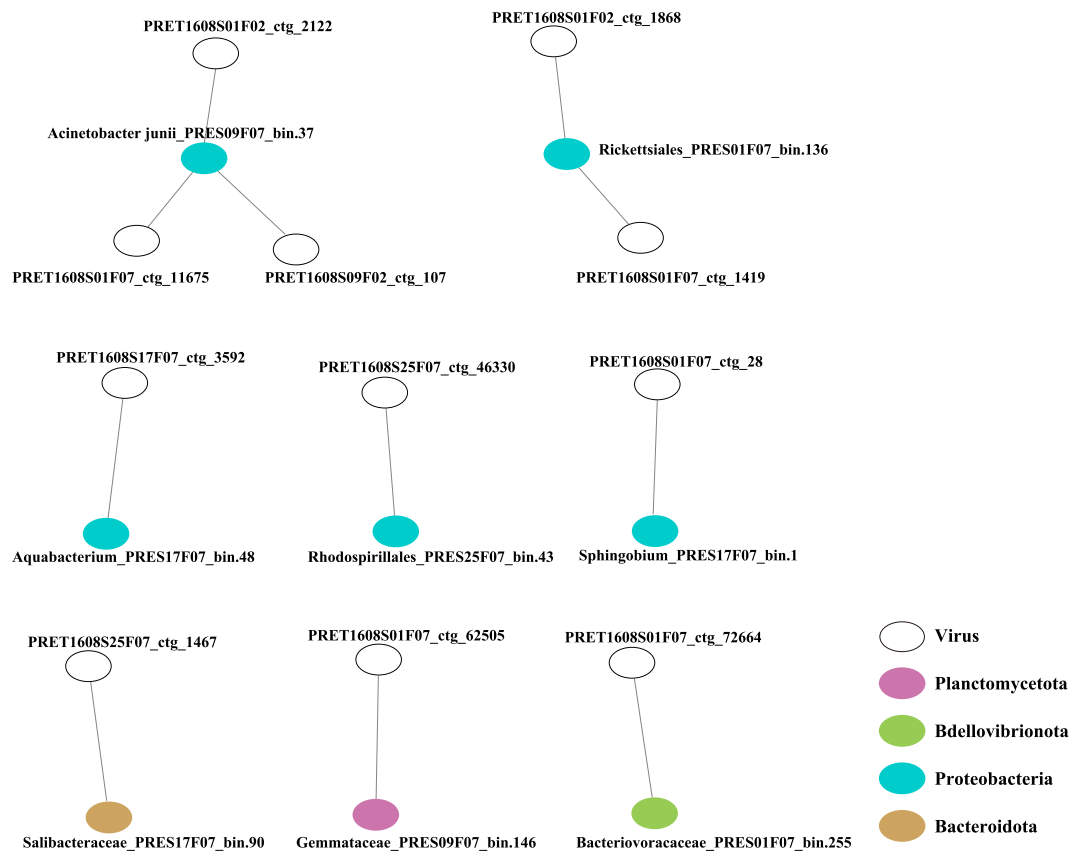 PRET1608S01F02_ctg_2122
PRET1608S01F02_ctg_1868
Acinetobacter junii_PRES09F07_bin.37
Rickettsiales_PRES01F07_bin.136
PRET1608S01F07_ctg_11675
PRET1608S09F02_ctg_107
PRET1608S01F07_ctg_1419
PRET1608S17F07_ctg_3592
PRET1608S25F07_ctg_46330
PRET1608S01F07_ctg_28
Aquabacterium_PRES17F07_bin.48
Rhodospirillales_PRES25F07_bin.43
Sphingobium_PRES17F07_bin.1
PRET1608S25F07_ctg_1467
PRET1608S01F07_ctg_62505
PRET1608S01F07_ctg_72664
Salibacteraceae_PRES17F07_bin.90
Gemmataceae_PRES09F07_bin.146
Bacteriovoracaceae_PRES01F07_bin.255
Virus
Planctomycetota
Bdellovibrionota
Proteobacteria
Bacteroidota